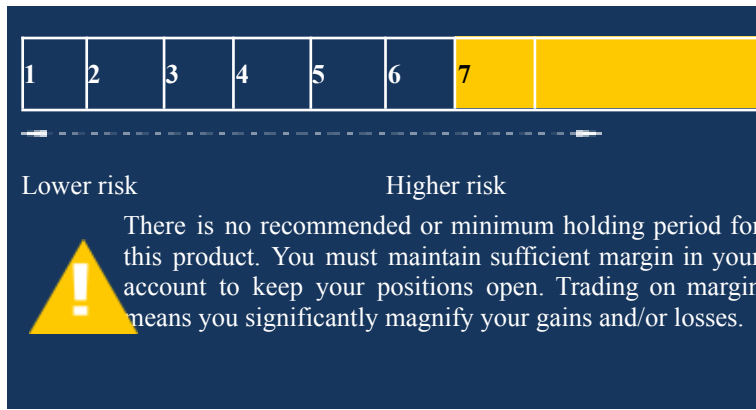 1 2 3 4 5 6 7
Lower risk Higher risk
There is no recommended or minimum holding period for
this product. You must maintain sufficient margin in your
account to keep your positions open. Trading on margin
means you significantly magnify your gains and/or losses.